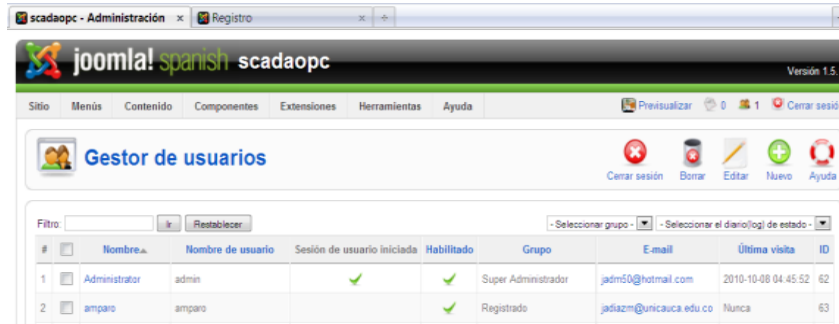 scadaopc - Administración × Registro ×
joomla! spanish scadaopc
Versión 1.5.
Sitio Menús Contenido Componentes Extensiones Herramientas Ayuda Previsualizar 0 1 Cerrar sesió
Gestor de usuarios
Cerrar sesión Borrar Editar Nuevo Ayuda
Filtro: Ir Restablecer - Seleccionar grupo - - Seleccionar el diario(log) de estado -
# Nombre Nombre de usuario Sesión de usuario iniciada Habilitado Grupo E-mail Última visita ID
1 Administrator admin Super Administrador jadm50@hotmail.com 2010-10-08 04:45:52 62
2 amparo amparo Registrado jadiazm@unicauca.edu.co Nunca 63